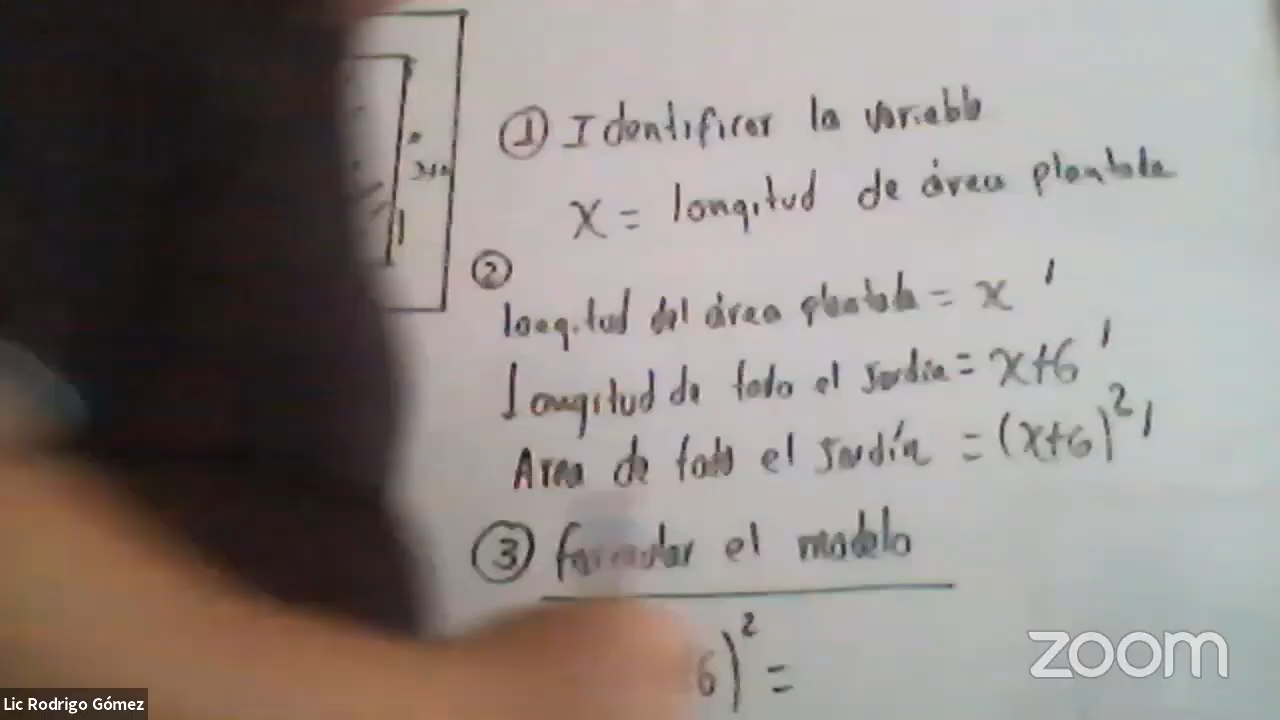 ① Identificar la variable
x = longitud de área plantada
②
longitud del área plantada = x '
Longitud de todo el Jardín = x+6 '
Area de todo el Jardín = (x+6)² '
③ formular el modelo
6)² =
zoom
Lic Rodrigo Gómez